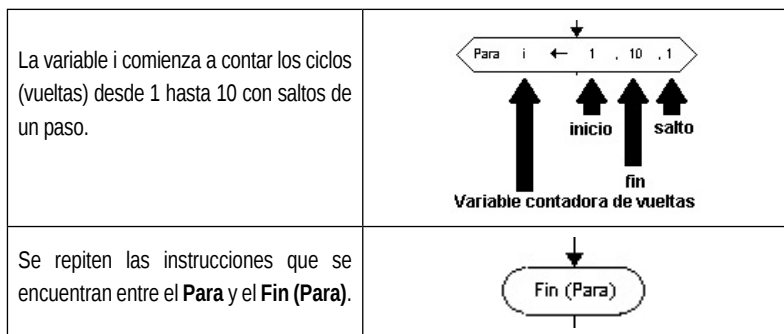 La variable i comienza a contar los ciclos
(vueltas) desde 1 hasta 10 con saltos de
un paso.
Para i ← 1 , 10 , 1
inicio salto
fin
Variable contadora de vueltas
Se repiten las instrucciones que se
encuentran entre el Para y el Fin (Para).
Fin (Para)